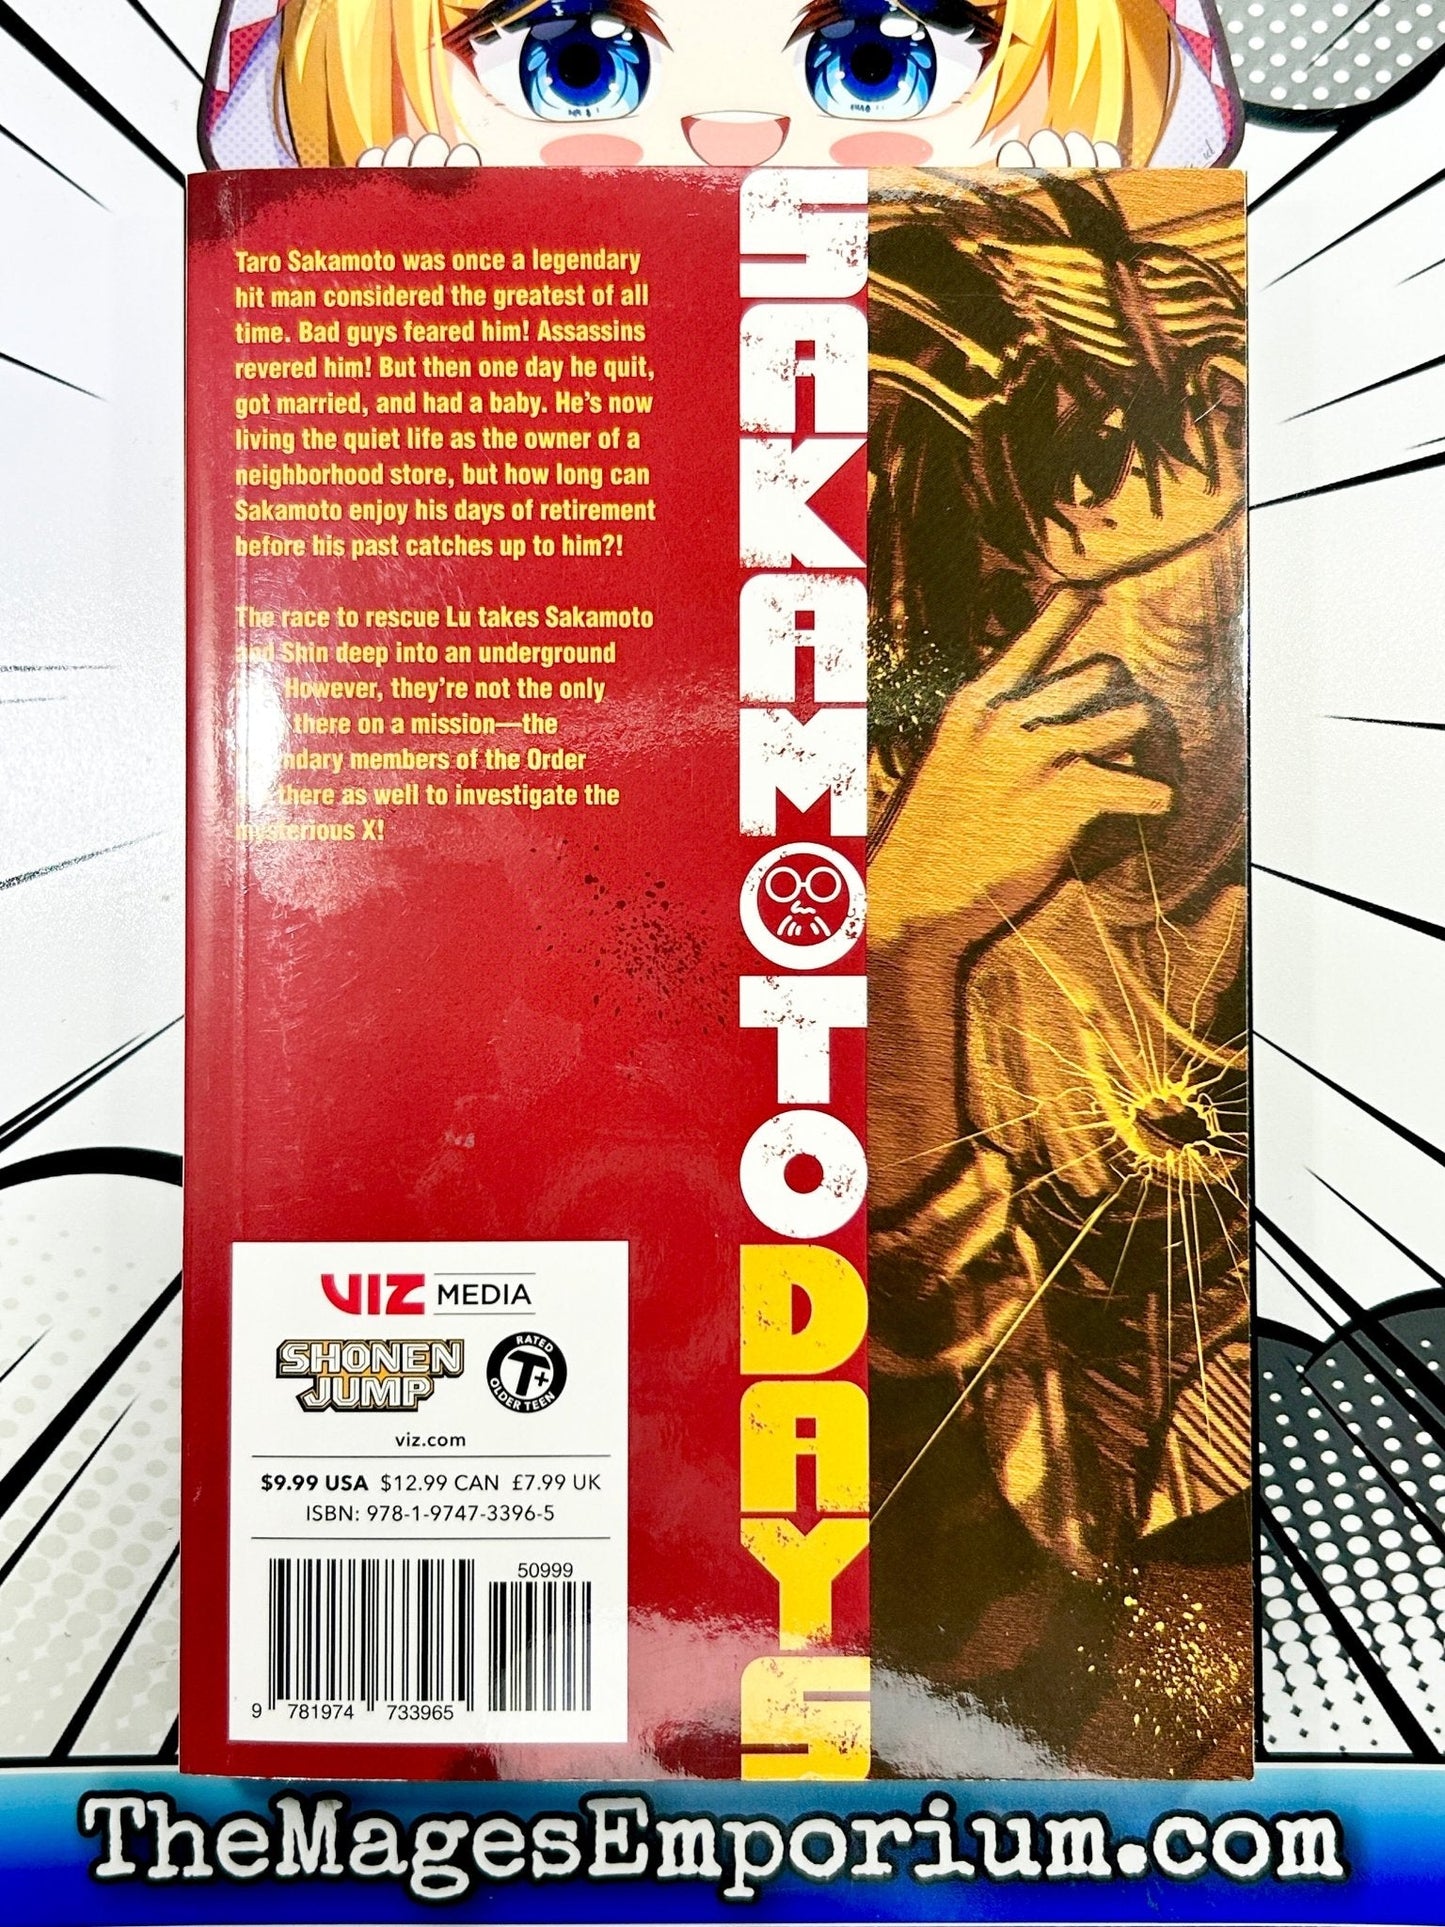 Taro Sakamoto was once a legendary
hit man considered the greatest of all
time. Bad guys feared him! Assassins
revered him! But then one day he quit,
got married, and had a baby. He's now
living the quiet life as the owner of a
neighborhood store, but how long can
Sakamoto enjoy his days of retirement
before his past catches up to him?!
The race to rescue Lu takes Sakamoto
and Shin deep into an underground
However, they're not the only
there on a mission—the
members of the Order
there as well to investigate the
mysterious X!
SAKAMOTO DAYS
VIZ MEDIA
SHONEN
JUMP
RATED
T+
OLDER TEEN
viz.com
$9.99 USA $12.99 CAN £7.99 UK
ISBN: 978-1-9747-3396-5
50999
9 781974 733965
TheMagesEmporium.com